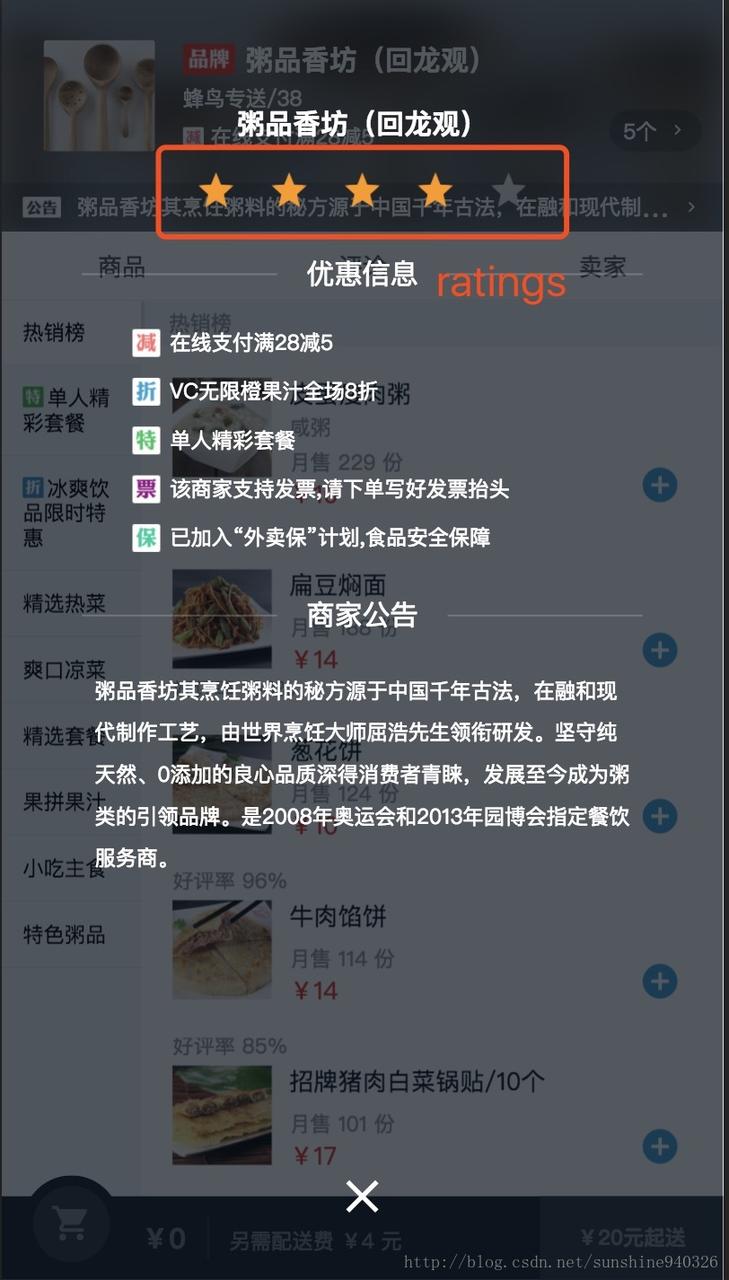 品牌 粥品香坊（回龙观）
蜂鸟专送/38
减 在线支付满28减5
5个 >
粥品香坊（回龙观）
公告 粥品香坊其烹饪粥料的秘方源于中国千年古法，在融和现代制... >
商品
卖家
优惠信息
ratings
热销榜
热销榜
减 在线支付满28减5
特 单人精
彩套餐
折 VC无限橙果汁全场8折
咸粥
特 单人精彩套餐
月售 229 份
折 冰爽饮
品限时特
惠
票 该商家支持发票,请下单写好发票抬头
保 已加入“外卖保”计划,食品安全保障
精选热菜
扁豆焖面
商家公告
¥14
爽口凉菜
粥品香坊其烹饪粥料的秘方源于中国千年古法，在融和现
代制作工艺，由世界烹饪大师屈浩先生领衔研发。坚守纯
精选套餐
葱花饼
天然、0添加的良心品质深得消费者青睐，发展至今成为粥
月售 124 份
果拼果汁
类的引领品牌。是2008年奥运会和2013年园博会指定餐饮
¥10
小吃主食
服务商。
好评率 96%
特色粥品
牛肉馅饼
月售 114 份
¥14
好评率 85%
招牌猪肉白菜锅贴/10个
月售 101 份
¥17
¥0
另需配送费 ¥4 元
¥20元起送
http://blog.csdn.net/sunshine940326